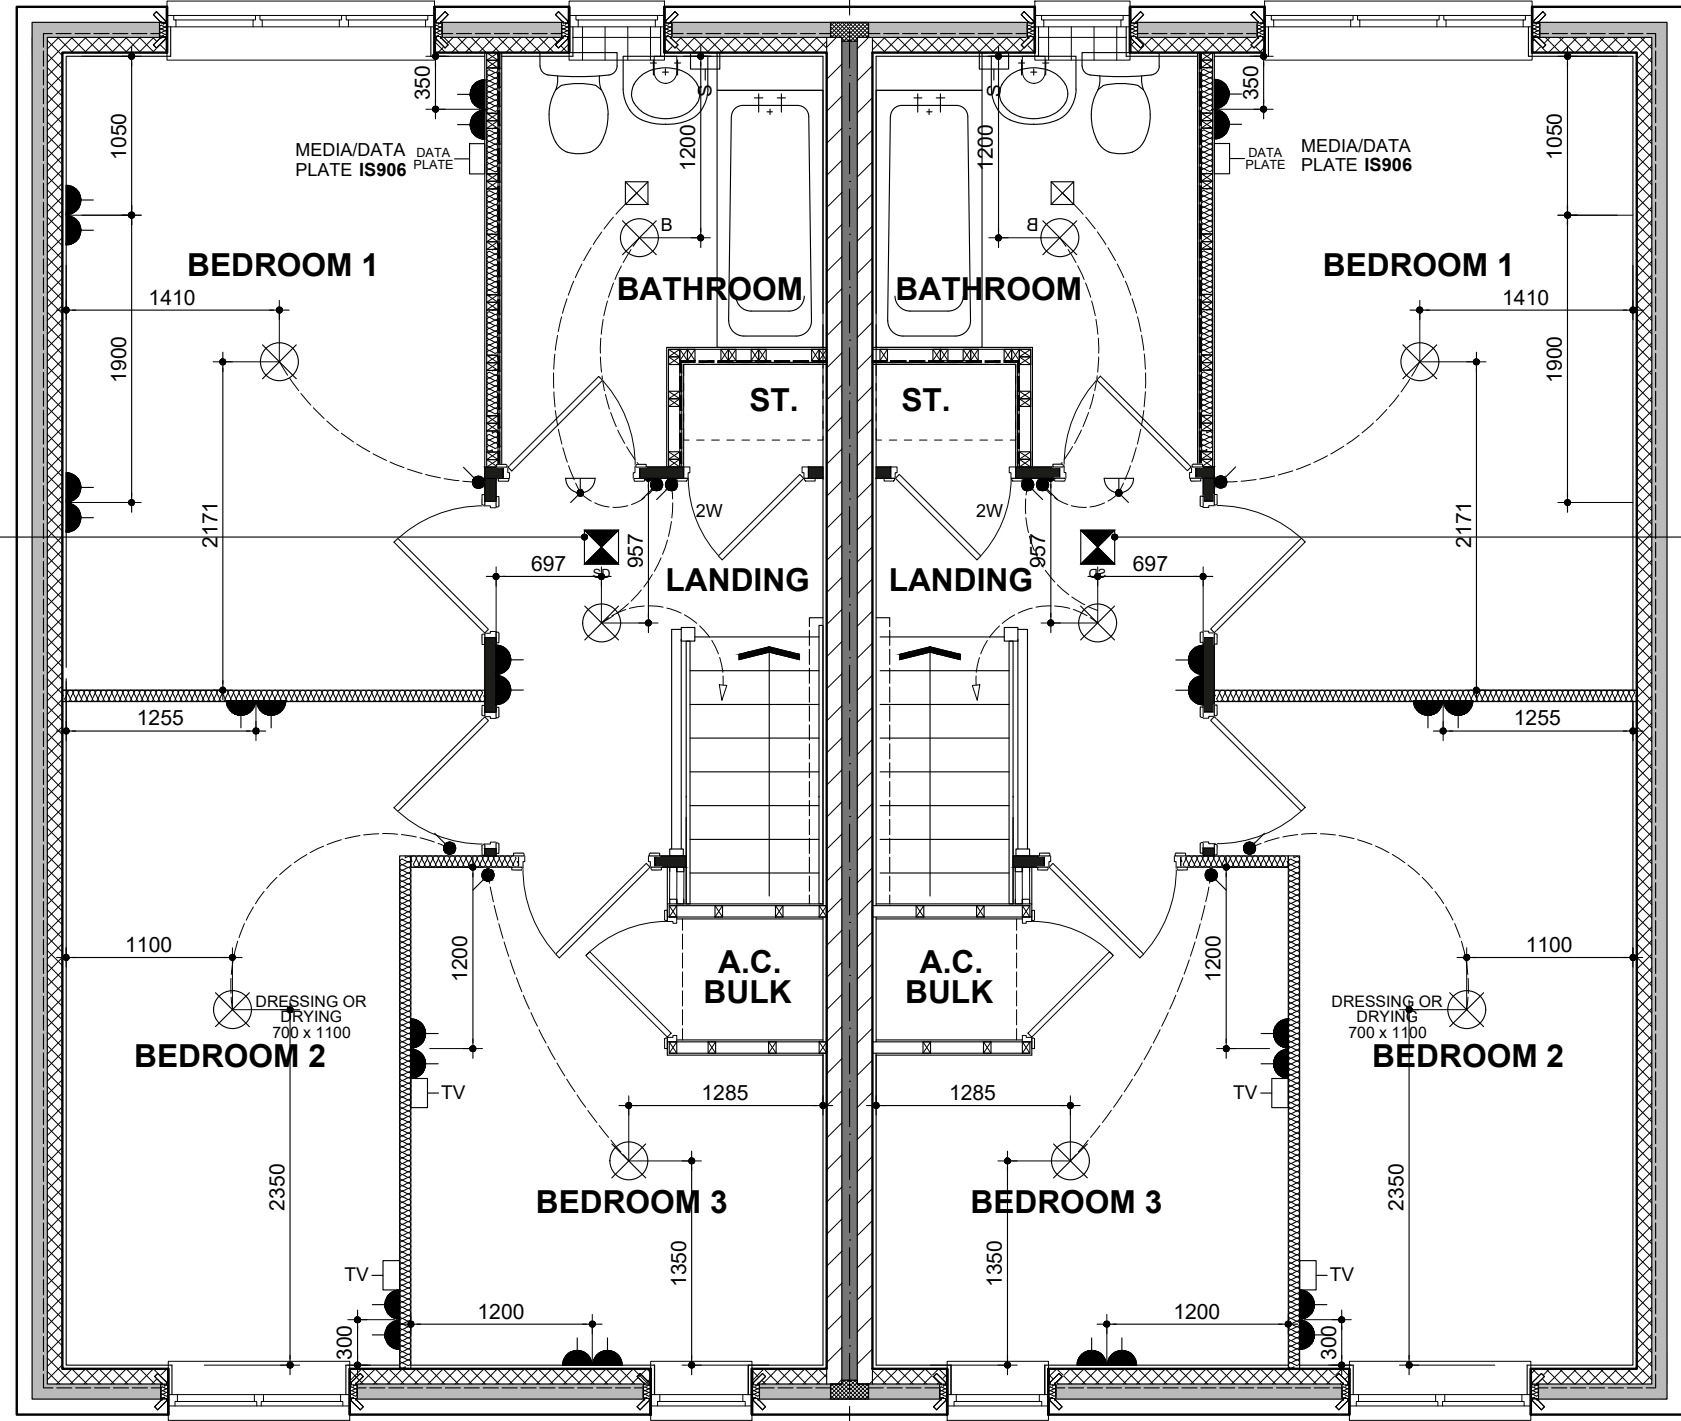 350
350
1050
1200
1200
1050
MEDIA/DATA
PLATE IS906
DATA
PLATE
DATA
PLATE
MEDIA/DATA
PLATE IS906
S
S
B
B
BEDROOM 1
BATHROOM
BATHROOM
BEDROOM 1
1410
1410
1900
1900
ST.
ST.
2171
2W
2W
2171
957
957
697
697
SD
SD
LANDING
LANDING
1255
1255
1100
1200
1200
1100
A.C.
BULK
A.C.
BULK
DRESSING OR
DRYING
700 x 1100
DRESSING OR
DRYING
700 x 1100
BEDROOM 2
BEDROOM 2
TV
1285
1285
TV
2350
2350
BEDROOM 3
BEDROOM 3
1350
1350
TV
TV
1200
1200
300
300